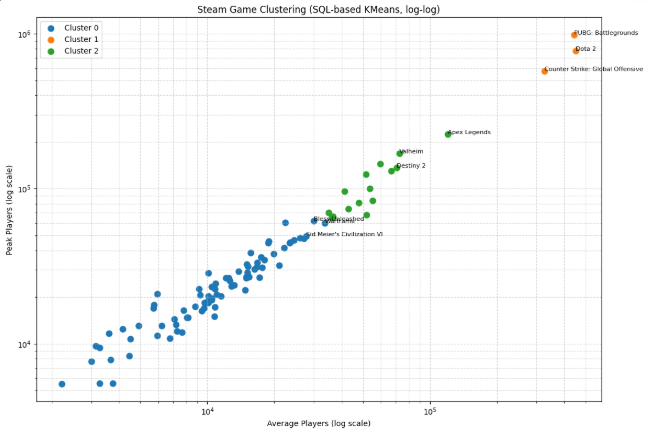 Steam Game Clustering (SQL-based KMeans, log-log)
Cluster 0
Cluster 1
Cluster 2
PUBG: Battlegrounds
Dota 2
Counter Strike: Global Offensive
Apex Legends
Valheim
Destiny 2
Sid Meier's Civilization VI
Peak Players (log scale)
10⁶
10⁵
10⁴
10⁴
10⁵
Average Players (log scale)